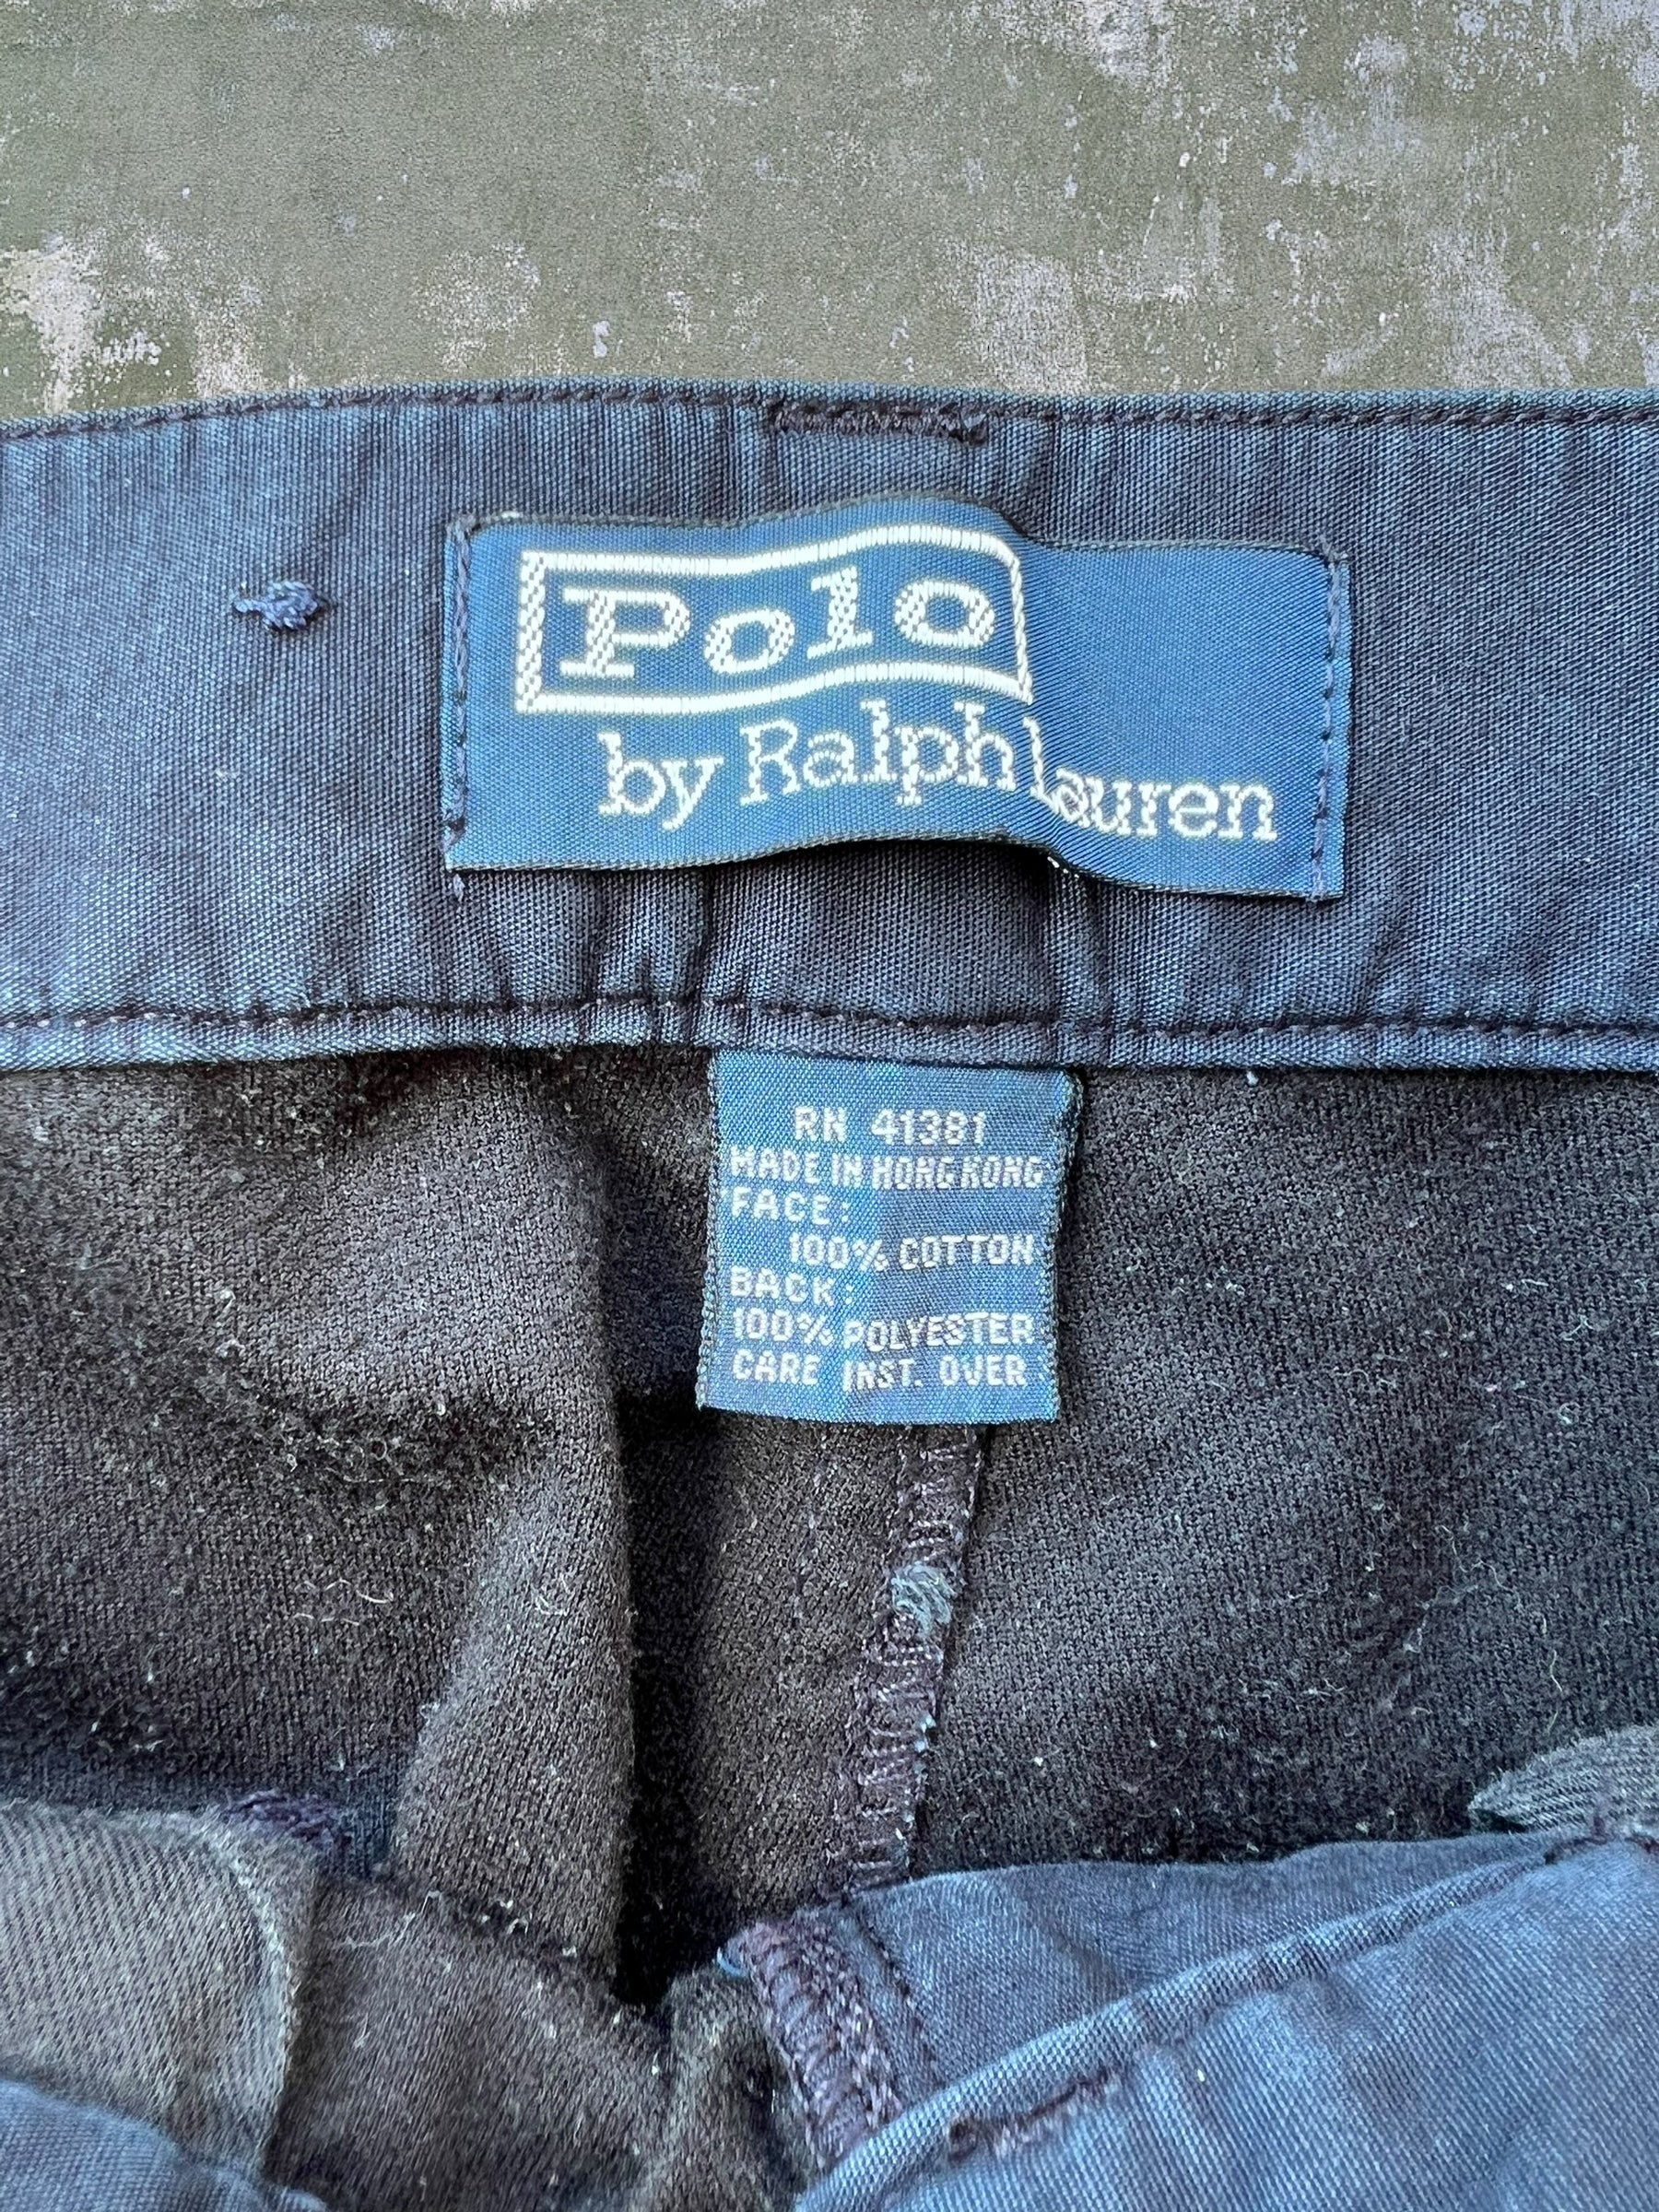 Polo
by Ralph Lauren
RN 41381
MADE IN HONG KONG
FACE:
100% COTTON
BACK:
100% POLYESTER
CARE INST. OVER